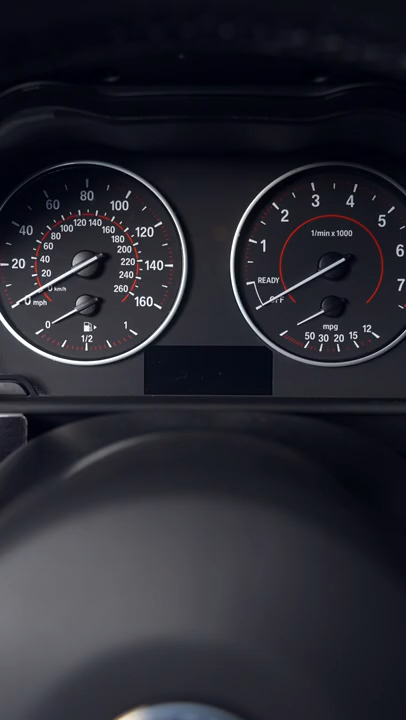 20 40 60 80 100 120 140 160
0 mph
20 40 60 80 100 120 140 160 180 200 220 240 260
km/h
0 1/2 1
1 2 3 4 5 6 7
1/min x 1000
READY
OFF
mpg
50 30 20 15 12